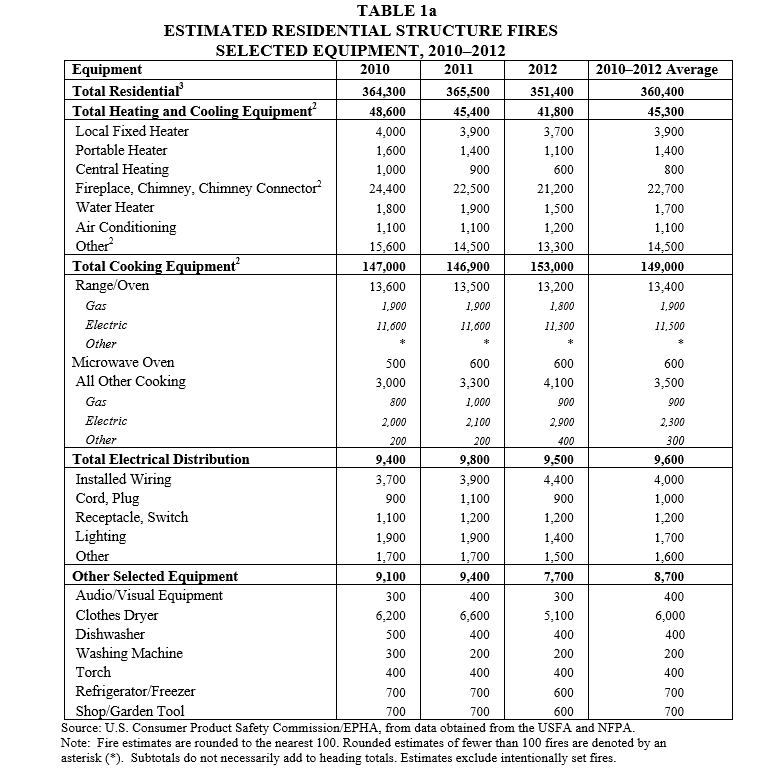 TABLE 1a
ESTIMATED RESIDENTIAL STRUCTURE FIRES
SELECTED EQUIPMENT, 2010–2012
Equipment 2010 2011 2012 2010–2012 Average
Total Residential³ 364,300 365,500 351,400 360,400
Total Heating and Cooling Equipment² 48,600 45,400 41,800 45,300
Local Fixed Heater 4,000 3,900 3,700 3,900
Portable Heater 1,600 1,400 1,100 1,400
Central Heating 1,000 900 600 800
Fireplace, Chimney, Chimney Connector² 24,400 22,500 21,200 22,700
Water Heater 1,800 1,900 1,500 1,700
Air Conditioning 1,100 1,100 1,200 1,100
Other² 15,600 14,500 13,300 14,500
Total Cooking Equipment² 147,000 146,900 153,000 149,000
Range/Oven 13,600 13,500 13,200 13,400
Gas 1,900 1,900 1,800 1,900
Electric 11,600 11,600 11,300 11,500
Other * * * *
Microwave Oven 500 600 600 600
All Other Cooking 3,000 3,300 4,100 3,500
Gas 800 1,000 900 900
Electric 2,000 2,100 2,900 2,300
Other 200 200 400 300
Total Electrical Distribution 9,400 9,800 9,500 9,600
Installed Wiring 3,700 3,900 4,400 4,000
Cord, Plug 900 1,100 900 1,000
Receptacle, Switch 1,100 1,200 1,200 1,200
Lighting 1,900 1,900 1,400 1,700
Other 1,700 1,700 1,500 1,600
Other Selected Equipment 9,100 9,400 7,700 8,700
Audio/Visual Equipment 300 400 300 400
Clothes Dryer 6,200 6,600 5,100 6,000
Dishwasher 500 400 400 400
Washing Machine 300 200 200 200
Torch 400 400 400 400
Refrigerator/Freezer 700 700 600 700
Shop/Garden Tool 700 700 600 700
Source: U.S. Consumer Product Safety Commission/EPHA, from data obtained from the USFA and NFPA.
Note: Fire estimates are rounded to the nearest 100. Rounded estimates of fewer than 100 fires are denoted by an
asterisk (*). Subtotals do not necessarily add to heading totals. Estimates exclude intentionally set fires.